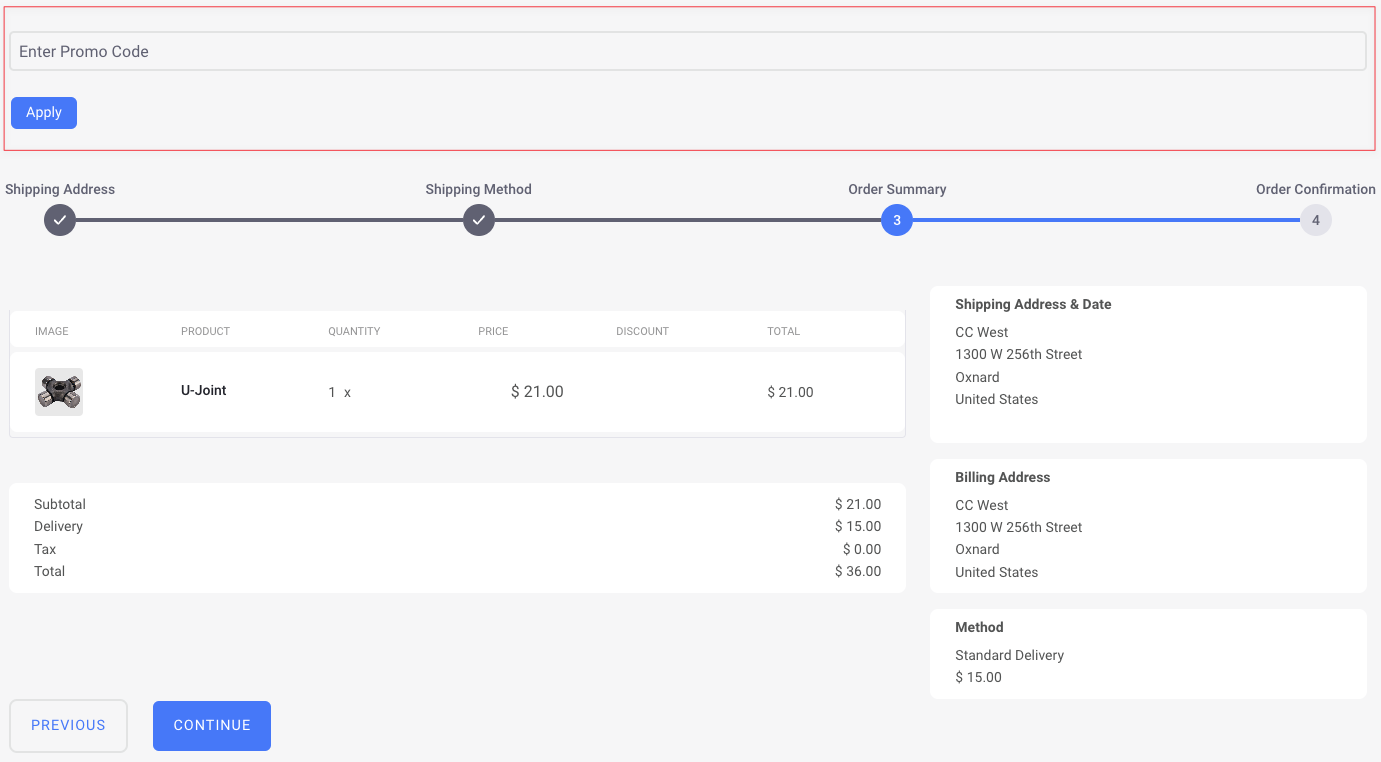 Enter Promo Code
Apply
Shipping Address
Shipping Method
Order Summary
Order Confirmation
3
4
IMAGE PRODUCT QUANTITY PRICE DISCOUNT TOTAL
U-Joint 1 x $ 21.00 $ 21.00
Subtotal $ 21.00
Delivery $ 15.00
Tax $ 0.00
Total $ 36.00
Shipping Address & Date
CC West
1300 W 256th Street
Oxnard
United States
Billing Address
CC West
1300 W 256th Street
Oxnard
United States
Method
Standard Delivery
$ 15.00
PREVIOUS
CONTINUE